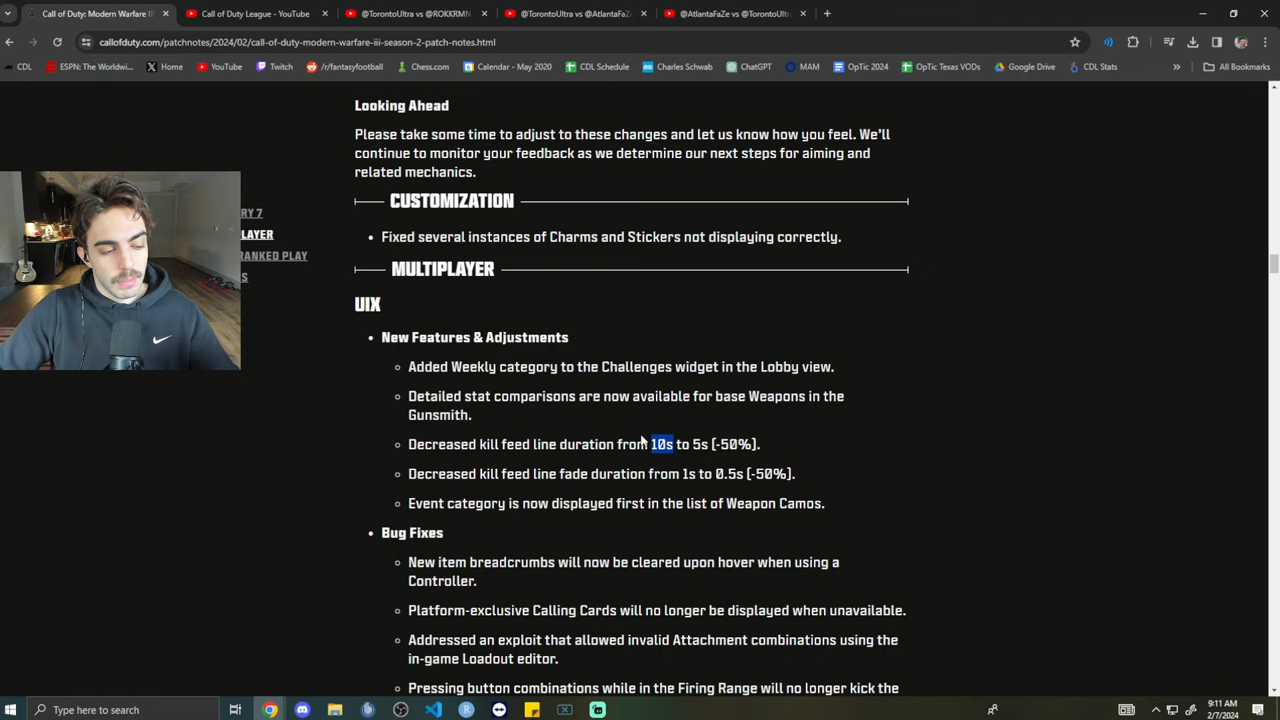 Call of Duty: Modern Warfare II
Call of Duty League - YouTube
@TorontoUltra vs @ROKKRMN
@TorontoUltra vs @AtlantaFaZe
@AtlantaFaZe vs @TorontoUltra
callofduty.com/patchnotes/2024/02/call-of-duty-modern-warfare-iii-season-2-patch-notes.html
CDL
ESPN: The Worldwi...
Home
YouTube
Twitch
/r/fantasyfootball
Chess.com
Calendar - May 2020
CDL Schedule
Charles Schwab
ChatGPT
MAM
OpTic 2024
OpTic Texas VODs
Google Drive
CDL Stats
All Bookmarks
Looking Ahead
Please take some time to adjust to these changes and let us know how you feel. We'll
continue to monitor your feedback as we determine our next steps for aiming and
related mechanics.
CUSTOMIZATION
RY 7
LAYER
RANKED PLAY
S
• Fixed several instances of Charms and Stickers not displaying correctly.
MULTIPLAYER
UIX
• New Features & Adjustments
◦ Added Weekly category to the Challenges widget in the Lobby view.
◦ Detailed stat comparisons are now available for base Weapons in the
Gunsmith.
◦ Decreased kill feed line duration from 10s to 5s (-50%).
◦ Decreased kill feed line fade duration from 1s to 0.5s (-50%).
◦ Event category is now displayed first in the list of Weapon Camos.
• Bug Fixes
◦ New item breadcrumbs will now be cleared upon hover when using a
Controller.
◦ Platform-exclusive Calling Cards will no longer be displayed when unavailable.
◦ Addressed an exploit that allowed invalid Attachment combinations using the
in-game Loadout editor.
◦ Pressing button combinations while in the Firing Range will no longer kick the
Type here to search
9:11 AM
2/7/2024